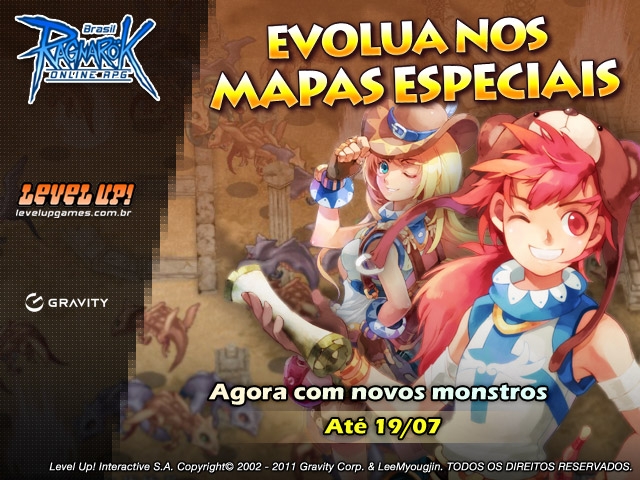 Brasil
RAGNAROK
ONLINE RPG
EVOLUA NOS
MAPAS ESPECIAIS
LEVEL UP!
levelupgames.com.br
GRAVITY
Agora com novos monstros
Até 19/07
Level Up! Interactive S.A. Copyright© 2002 - 2011 Gravity Corp. & LeeMyougjin. TODOS OS DIREITOS RESERVADOS.